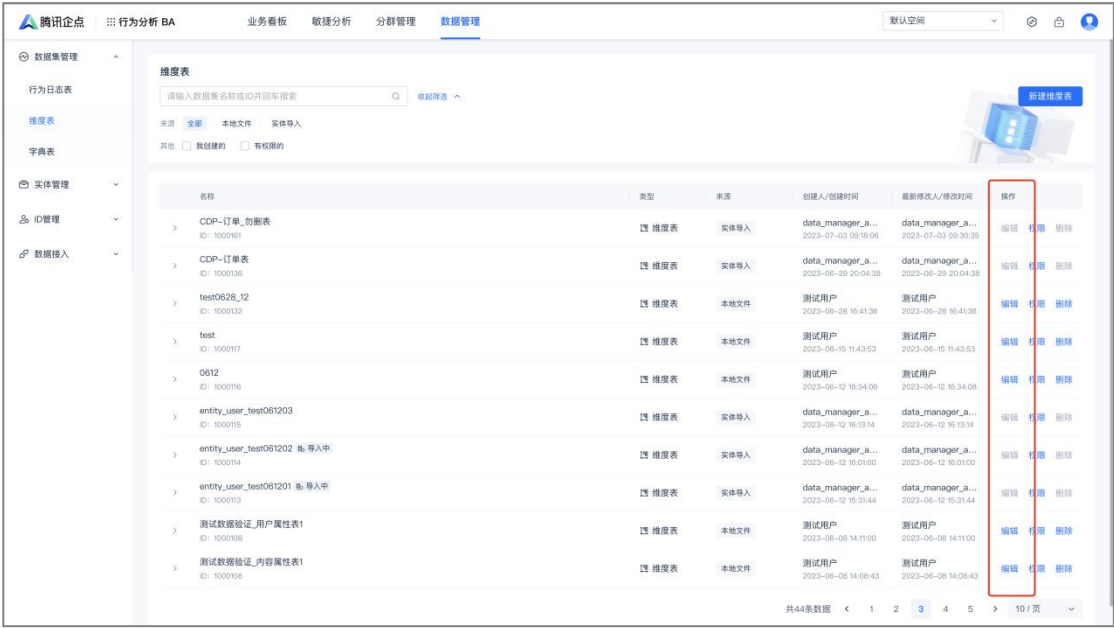 腾讯企点 行为分析 BA 业务看板 敏捷分析 分群管理 数据管理 默认空间
数据集管理
行为日志表
维度表
字典表
实体管理
ID管理
数据接入
维度表
请输入数据集名称或ID并回车搜索 收起筛选
新建维度表
来源 全部 本地文件 实体导入
其他 我创建的 有权限的
名称 类型 来源 创建人/创建时间 最新修改人/修改时间 操作
CDP-订单_勿删表 维度表 实体导入 data_manager_a... data_manager_a... 编辑 权限 删除
ID: 1000161 2023-07-03 09:18:06 2023-07-03 09:30:35
CDP-订单表 维度表 实体导入 data_manager_a... data_manager_a... 编辑 权限 删除
ID: 1000136 2023-06-29 20:04:38 2023-06-29 20:04:38
test0628_12 维度表 本地文件 测试用户 测试用户 编辑 权限 删除
ID: 1000132 2023-06-28 16:41:36 2023-06-28 16:41:36
test 维度表 本地文件 测试用户 测试用户 编辑 权限 删除
ID: 1000117 2023-06-15 11:43:53 2023-06-15 11:43:53
0612 维度表 本地文件 测试用户 测试用户 编辑 权限 删除
ID: 1000116 2023-06-12 16:34:08 2023-06-12 16:34:08
entity_user_test061203 维度表 实体导入 data_manager_a... data_manager_a... 编辑 权限 删除
ID: 1000115 2023-06-12 16:13:14 2023-06-12 16:13:14
entity_user_test061202 导入中 维度表 实体导入 data_manager_a... data_manager_a... 编辑 权限 删除
ID: 1000114 2023-06-12 16:01:00 2023-06-12 16:01:00
entity_user_test061201 导入中 维度表 实体导入 data_manager_a... data_manager_a... 编辑 权限 删除
ID: 1000113 2023-06-12 15:31:44 2023-06-12 15:31:44
测试数据验证_用户属性表1 维度表 本地文件 测试用户 测试用户 编辑 权限 删除
ID: 1000108 2023-06-08 14:11:00 2023-06-08 14:11:00
测试数据验证_内容属性表1 维度表 本地文件 测试用户 测试用户 编辑 权限 删除
ID: 1000106 2023-06-08 14:08:43 2023-06-08 14:08:43
共44条数据 1 2 3 4 5 10 / 页